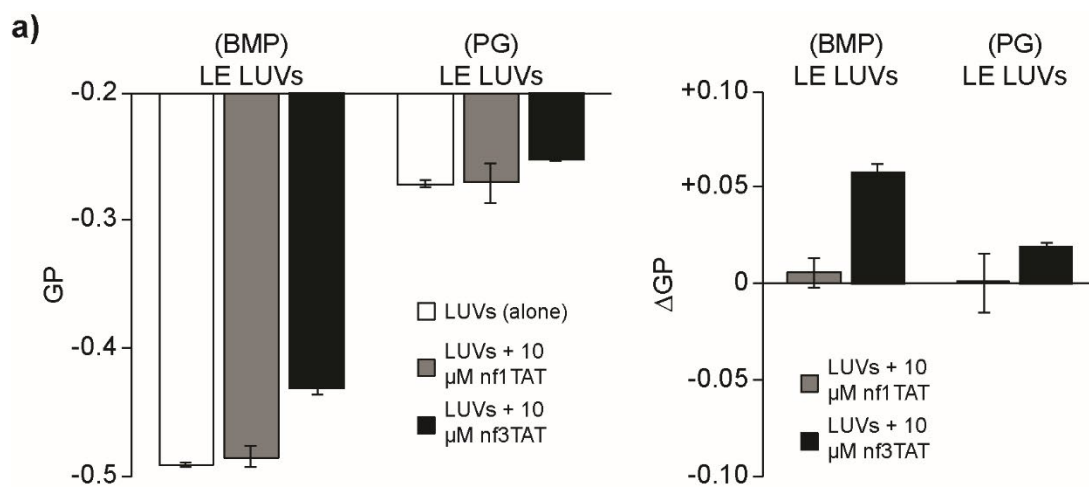 a)
(BMP)
LE LUVs
(PG)
LE LUVs
-0.2
-0.3
-0.4
-0.5
GP
LUVs (alone)
LUVs + 10
µM nf1TAT
LUVs + 10
µM nf3TAT
(BMP)
LE LUVs
(PG)
LE LUVs
+0.10
+0.05
0
-0.05
-0.10
ΔGP
LUVs + 10
µM nf1TAT
LUVs + 10
µM nf3TAT